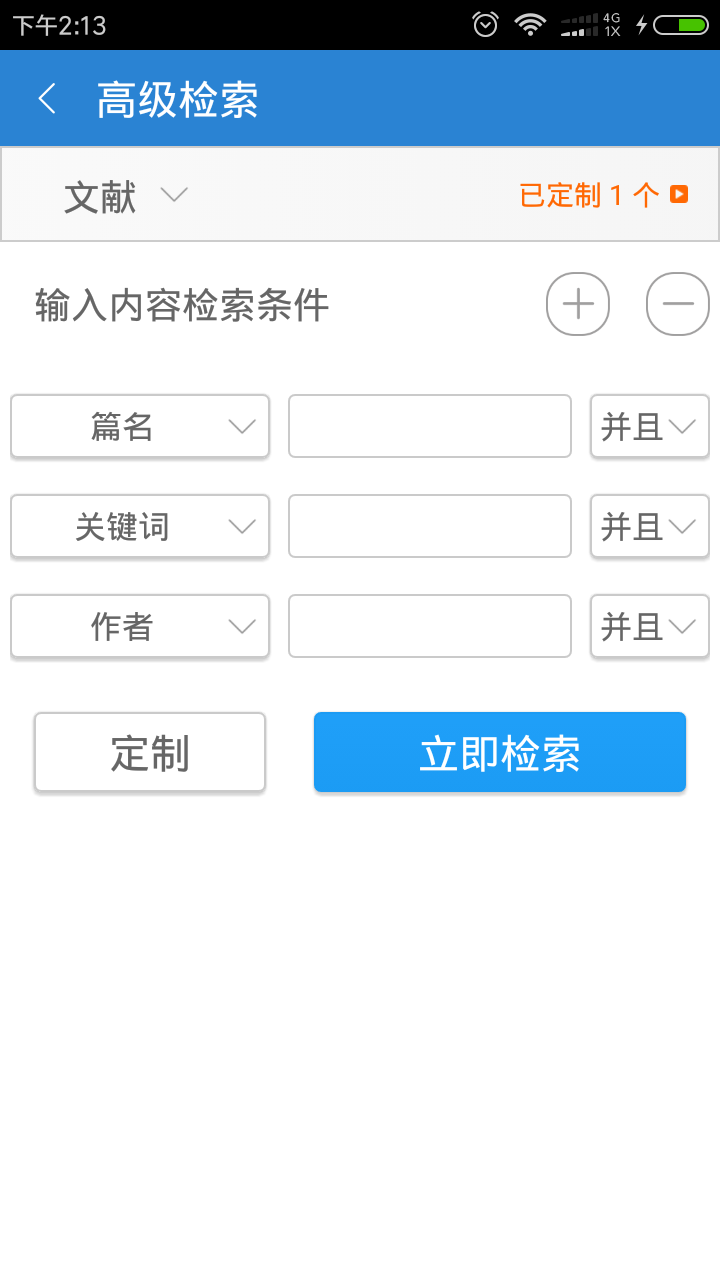 下午2:13
4G
1X
高级检索
文献
已定制 1 个
输入内容检索条件
篇名 并且
关键词 并且
作者 并且
定制 立即检索